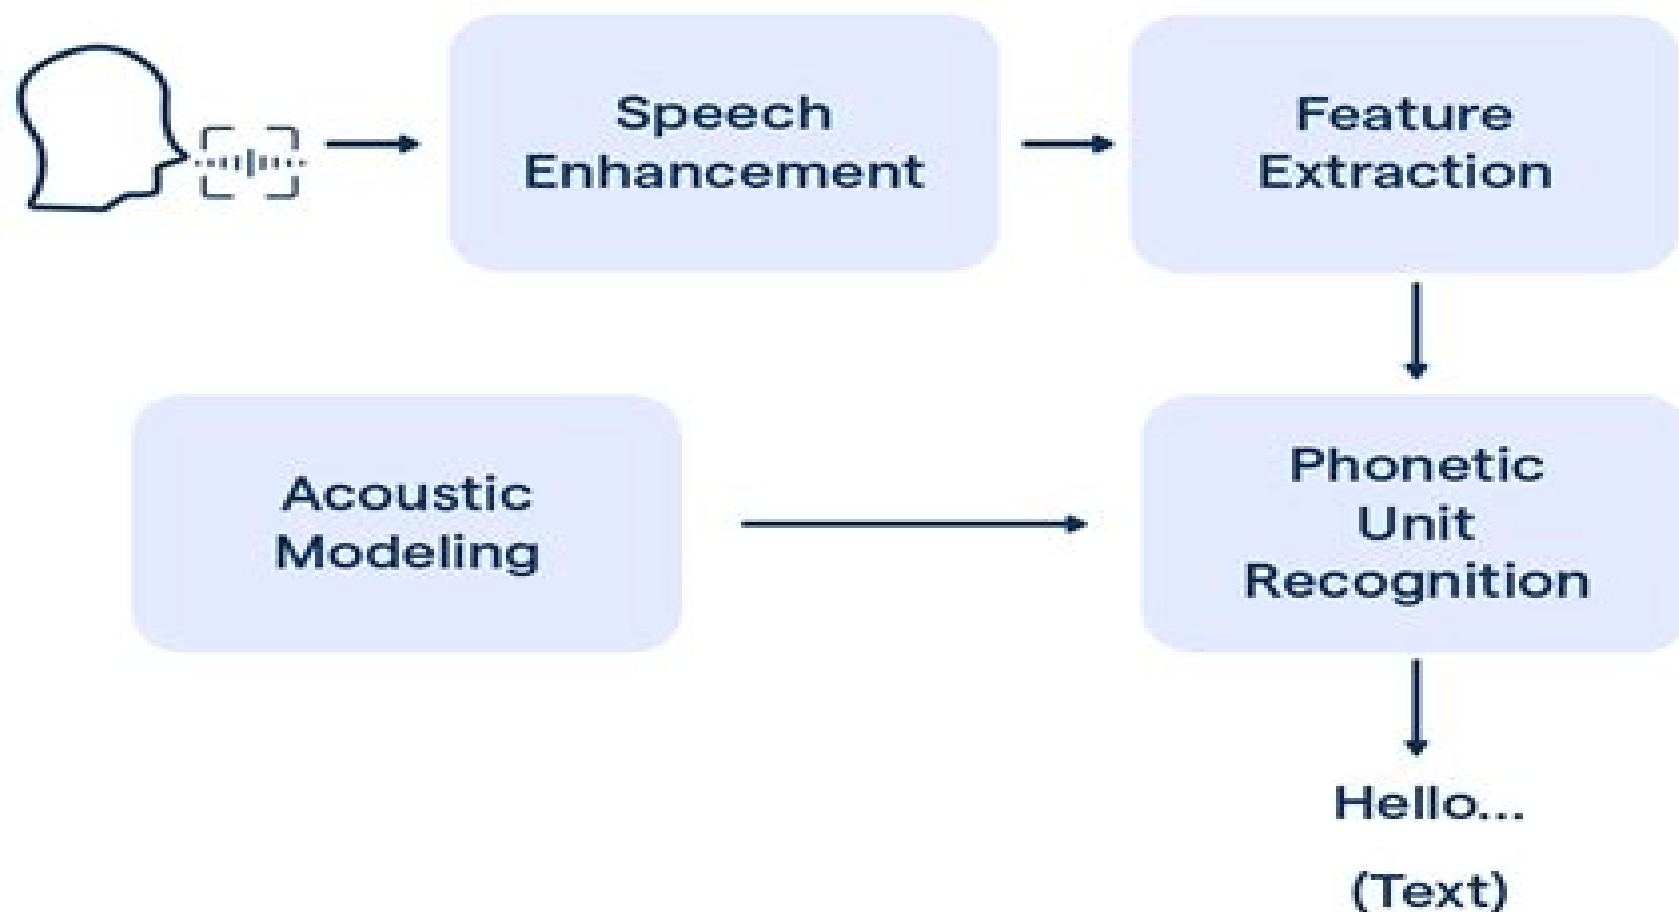 Speech
Enhancement
Feature
Extraction
Acoustic
Modeling
Phonetic
Unit
Recognition
Hello...
(Text)